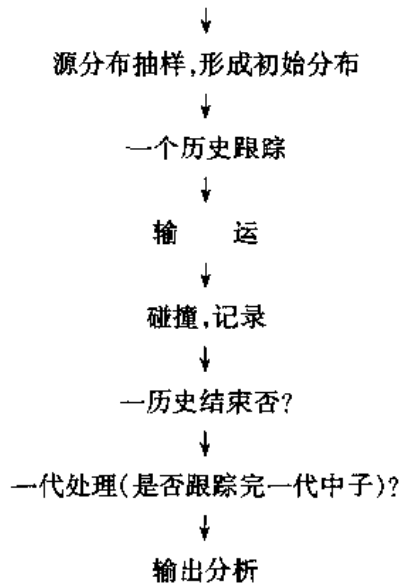 源分布抽样,形成初始分布
一个历史跟踪
输 运
碰撞,记录
一历史结束否?
一代处理(是否跟踪完一代中子)?
输出分析